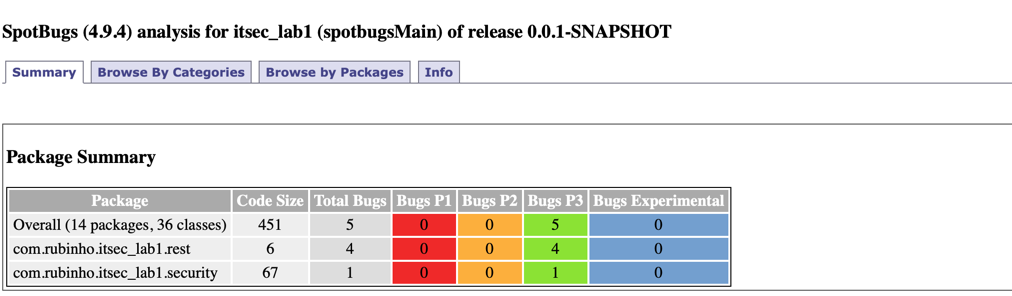 SpotBugs (4.9.4) analysis for itsec_lab1 (spotbugsMain) of release 0.0.1-SNAPSHOT
Summary Browse By Categories Browse by Packages Info
Package Summary
Package Code Size Total Bugs Bugs P1 Bugs P2 Bugs P3 Bugs Experimental
Overall (14 packages, 36 classes) 451 5 0 0 5 0
com.rubinho.itsec_lab1.rest 6 4 0 0 4 0
com.rubinho.itsec_lab1.security 67 1 0 0 1 0